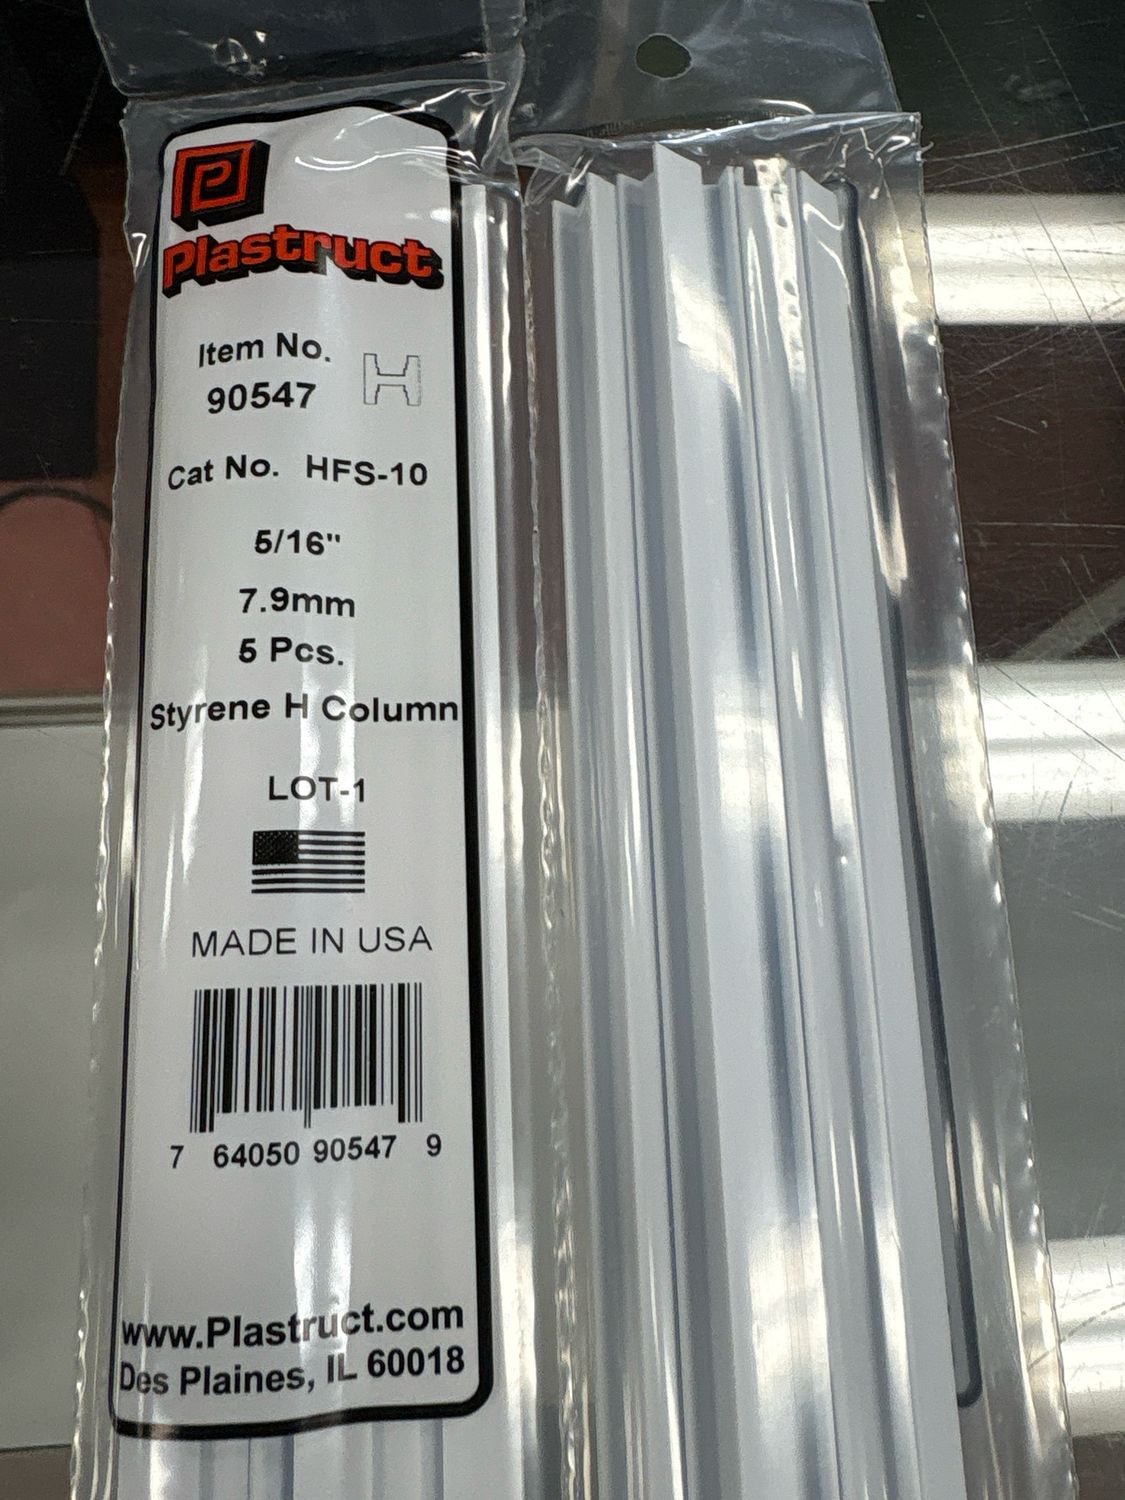 Plastruct
Item No.
90547
Cat No. HFS-10
5/16"
7.9mm
5 Pcs.
Styrene H Column
LOT-1
MADE IN USA
7 64050 90547 9
www.Plastruct.com
Des Plaines, IL 60018